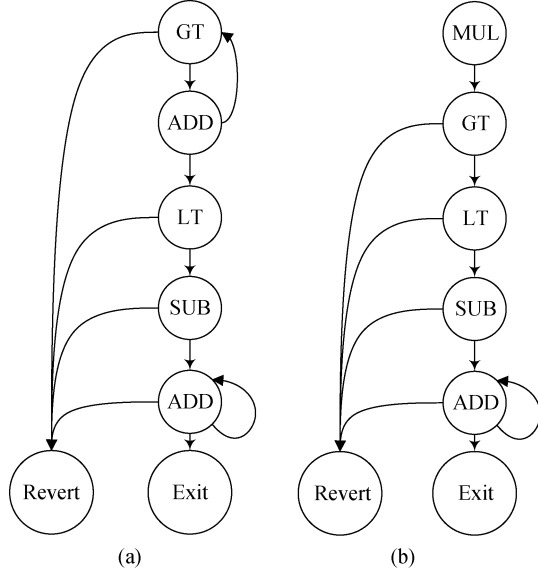 GT
ADD
LT
SUB
ADD
Revert
Exit
(a)
MUL
GT
LT
SUB
ADD
Revert
Exit
(b)